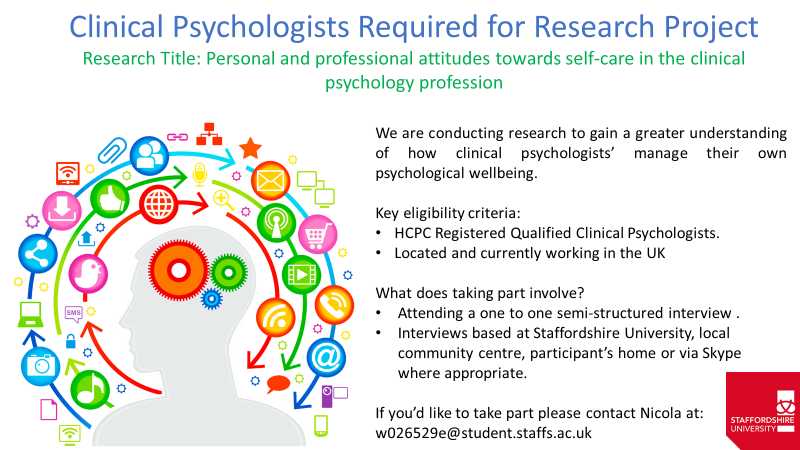 Clinical Psychologists Required for Research Project
Research Title: Personal and professional attitudes towards self-care in the clinical
psychology profession
We are conducting research to gain a greater understanding
of how clinical psychologists’ manage their own
psychological wellbeing.
Key eligibility criteria:
• HCPC Registered Qualified Clinical Psychologists.
• Located and currently working in the UK
What does taking part involve?
• Attending a one to one semi-structured interview .
• Interviews based at Staffordshire University, local
community centre, participant’s home or via Skype
where appropriate.
If you’d like to take part please contact Nicola at:
w026529e@student.staffs.ac.uk
SMS
@
STAFFORDSHIRE
UNIVERSITY